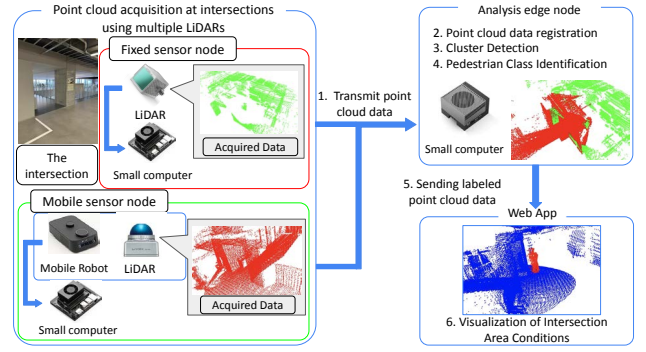 Point cloud acquisition at intersections
using multiple LiDARs
Fixed sensor node
LiDAR
Acquired Data
The
intersection
Small computer
Mobile sensor node
Mobile Robot
LiDAR
Acquired Data
Small computer
1. Transmit point
cloud data
Analysis edge node
2. Point cloud data registration
3. Cluster Detection
4. Pedestrian Class Identification
Small computer
5. Sending labeled
point cloud data
Web App
6. Visualization of Intersection
Area Conditions